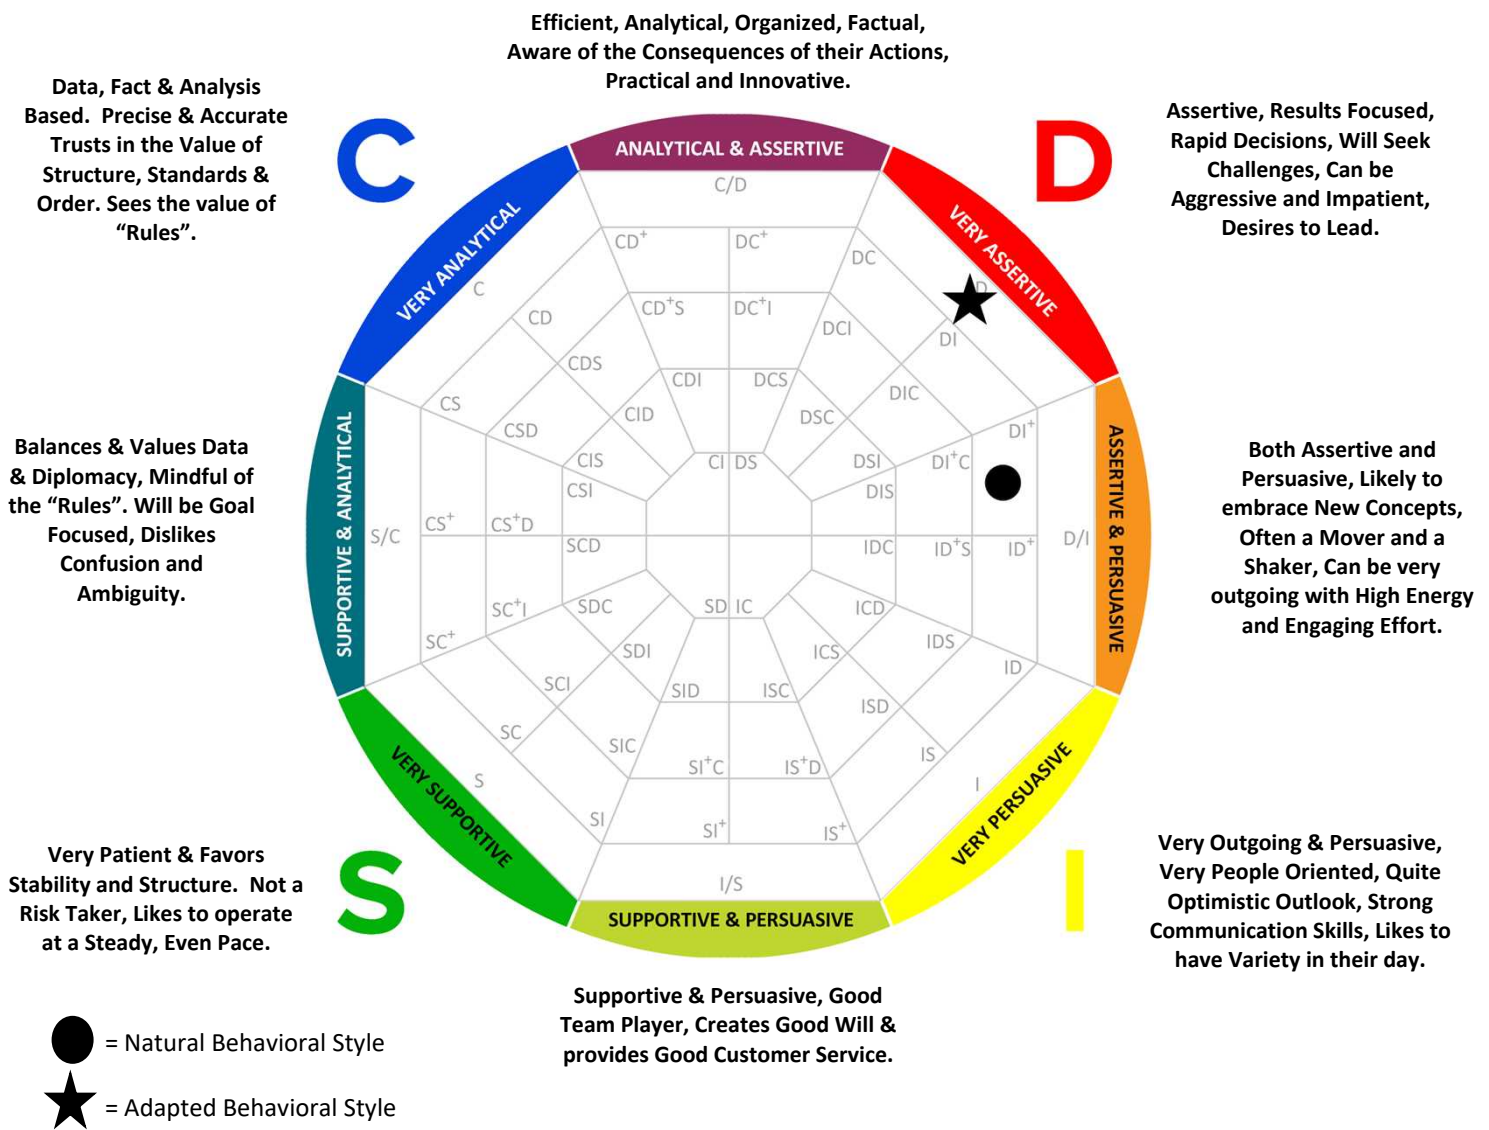 Efficient, Analytical, Organized, Factual,
Aware of the Consequences of their Actions,
Practical and Innovative.
Data, Fact & Analysis
Based.  Precise & Accurate
Trusts in the Value of
Structure, Standards &
Order. Sees the value of
“Rules”.
C
D
Assertive, Results Focused,
Rapid Decisions, Will Seek
Challenges, Can be
Aggressive and Impatient,
Desires to Lead.
ANALYTICAL & ASSERTIVE
VERY ANALYTICAL
VERY ASSERTIVE
C/D
CD+
DC+
DC
C
D
CD
CD+S
DC+I
DCI
DI
CDS
CDI
DCS
DIC
CS
CID
DSC
CSD
DI+
CIS
CI
DS
DSI
DI+C
CSI
DIS
Balances & Values Data
& Diplomacy, Mindful of
the “Rules”. Will be Goal
Focused, Dislikes
Confusion and
Ambiguity.
SUPPORTIVE & ANALYTICAL
S/C
CS+
CS+D
SCD
IDC
ID+S
ID+
D/I
ASSERTIVE & PERSUASIVE
Both Assertive and
Persuasive, Likely to
embrace New Concepts,
Often a Mover and a
Shaker, Can be very
outgoing with High Energy
and Engaging Effort.
SC+I
SDC
SD
IC
ICD
SC+
SDI
ICS
IDS
SCI
SID
ISC
ID
SC
ISD
SIC
IS
S
SI+C
IS+D
I
SI
SI+
IS+
I/S
VERY SUPPORTIVE
VERY PERSUASIVE
SUPPORTIVE & PERSUASIVE
Very Patient & Favors
Stability and Structure.  Not a
Risk Taker, Likes to operate
at a Steady, Even Pace.
S
I
Very Outgoing & Persuasive,
Very People Oriented, Quite
Optimistic Outlook, Strong
Communication Skills, Likes to
have Variety in their day.
Supportive & Persuasive, Good
Team Player, Creates Good Will &
provides Good Customer Service.
= Natural Behavioral Style
= Adapted Behavioral Style